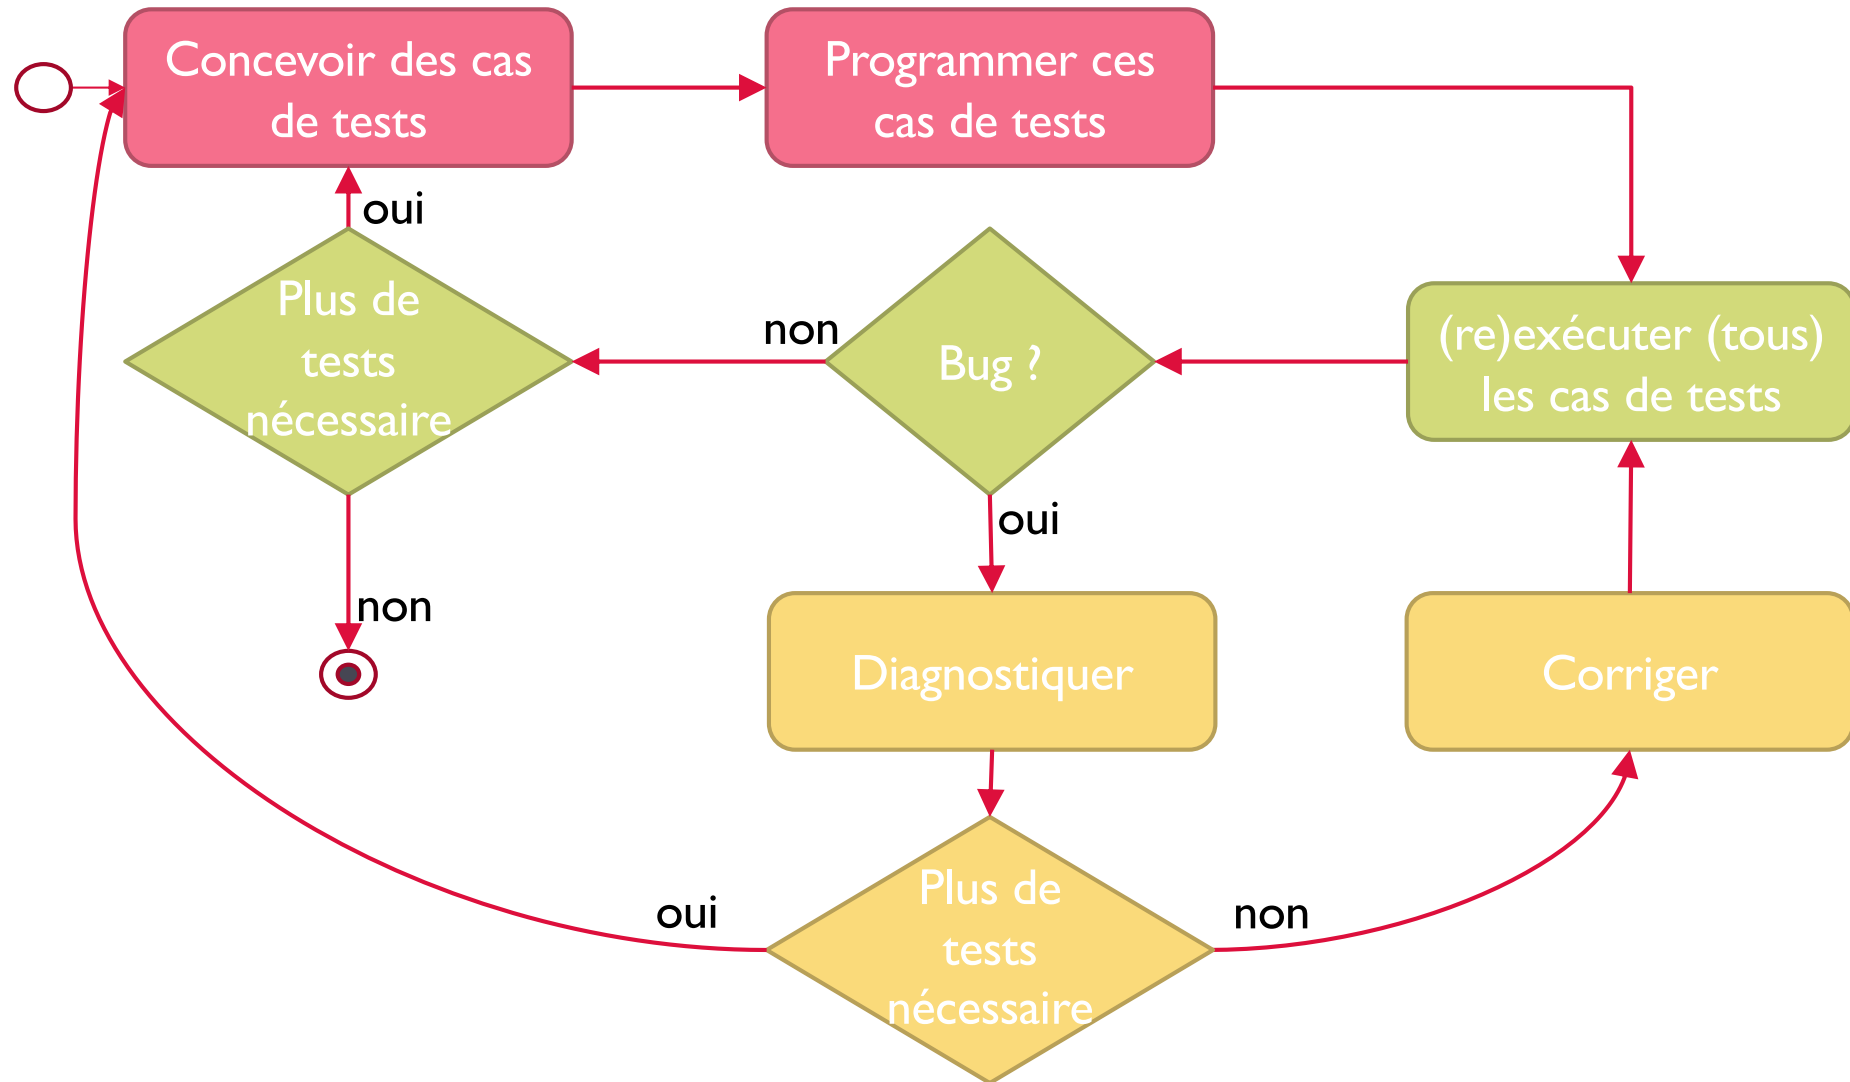 Concevoir des cas
de tests
Programmer ces
cas de tests
oui
Plus de
tests
nécessaire
non
Bug ?
(re)exécuter (tous)
les cas de tests
oui
non
Diagnostiquer
Corriger
Plus de
tests
nécessaire
oui
non